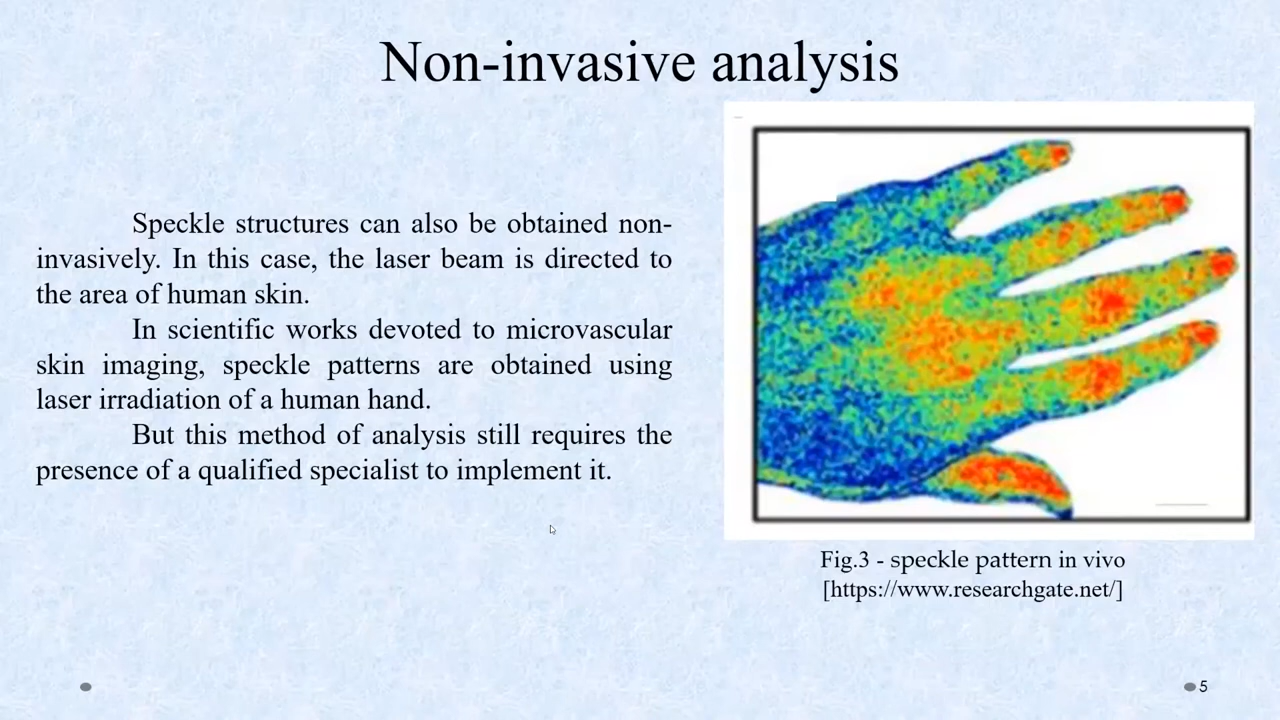 Non-invasive analysis
Speckle structures can also be obtained non-
invasively. In this case, the laser beam is directed to
the area of human skin.
In scientific works devoted to microvascular
skin imaging, speckle patterns are obtained using
laser irradiation of a human hand.
But this method of analysis still requires the
presence of a qualified specialist to implement it.
Fig.3 - speckle pattern in vivo
[https://www.researchgate.net/]
5